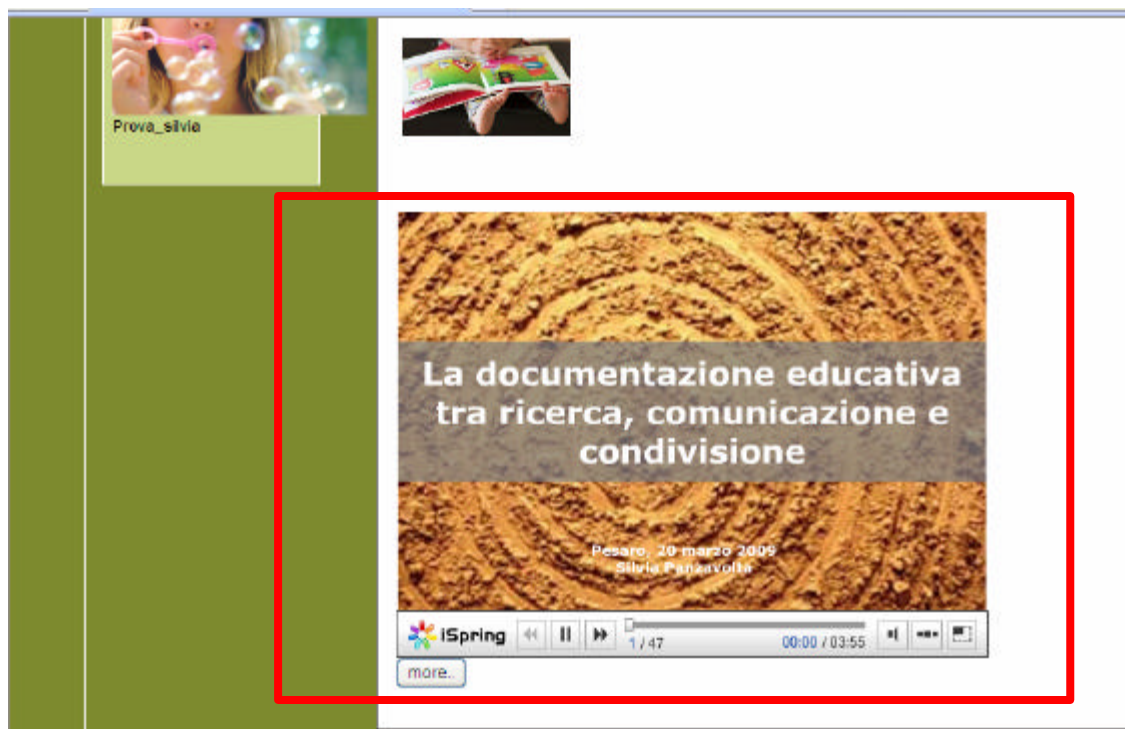 Prova_silvia
La documentazione educativa
tra ricerca, comunicazione e
condivisione
Pesaro, 20 marzo 2009
Silvia Panzavolta
iSpring 1 / 47 00:00 / 03:55
more..